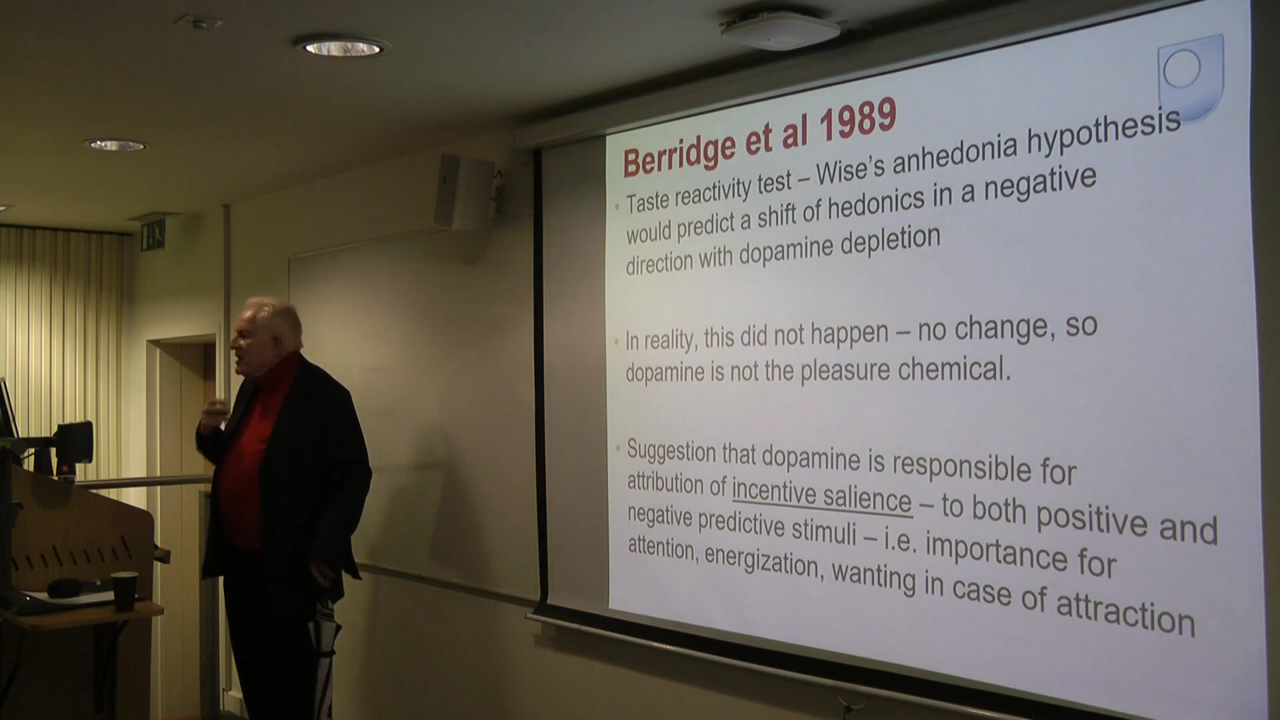 Berridge et al 1989
Taste reactivity test – Wise's anhedonia hypothesis
would predict a shift of hedonics in a negative
direction with dopamine depletion
In reality, this did not happen – no change, so
dopamine is not the pleasure chemical.
Suggestion that dopamine is responsible for
attribution of incentive salience – to both positive and
negative predictive stimuli – i.e. importance for
attention, energization, wanting in case of attraction